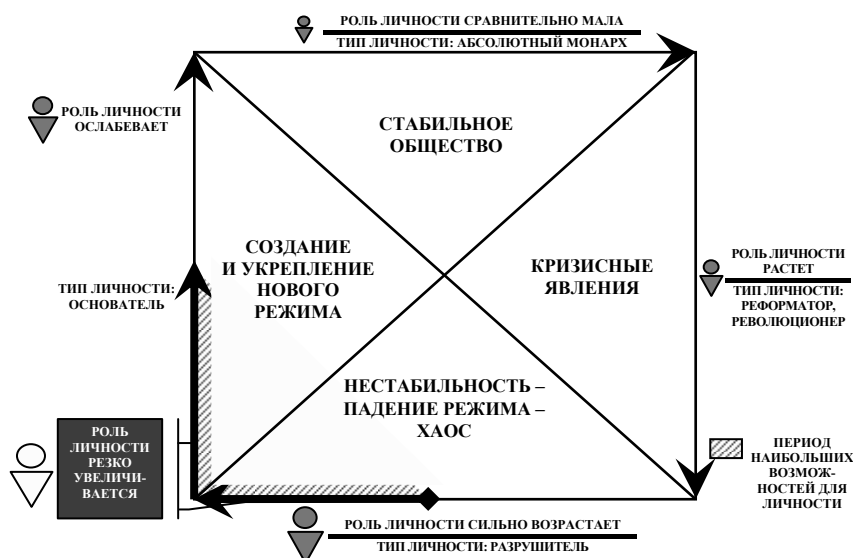 РОЛЬ ЛИЧНОСТИ СРАВНИТЕЛЬНО МАЛА
ТИП ЛИЧНОСТИ: АБСОЛЮТНЫЙ МОНАРХ
РОЛЬ ЛИЧНОСТИ
ОСЛАБЕВАЕТ
СТАБИЛЬНОЕ
ОБЩЕСТВО
ТИП ЛИЧНОСТИ:
ОСНОВАТЕЛЬ
СОЗДАНИЕ
И УКРЕПЛЕНИЕ
НОВОГО
РЕЖИМА
КРИЗИСНЫЕ
ЯВЛЕНИЯ
РОЛЬ ЛИЧНОСТИ
РАСТЕТ
ТИП ЛИЧНОСТИ:
РЕФОРМАТОР,
РЕВОЛЮЦИОНЕР
НЕСТАБИЛЬНОСТЬ –
ПАДЕНИЕ РЕЖИМА –
ХАОС
РОЛЬ
ЛИЧНОСТИ
РЕЗКО
УВЕЛИЧИ-
ВАЕТСЯ
ПЕРИОД
НАИБОЛЬШИХ
ВОЗМОЖ-
НОСТЕЙ ДЛЯ
ЛИЧНОСТИ
РОЛЬ ЛИЧНОСТИ СИЛЬНО ВОЗРАСТАЕТ
ТИП ЛИЧНОСТИ: РАЗРУШИТЕЛЬ